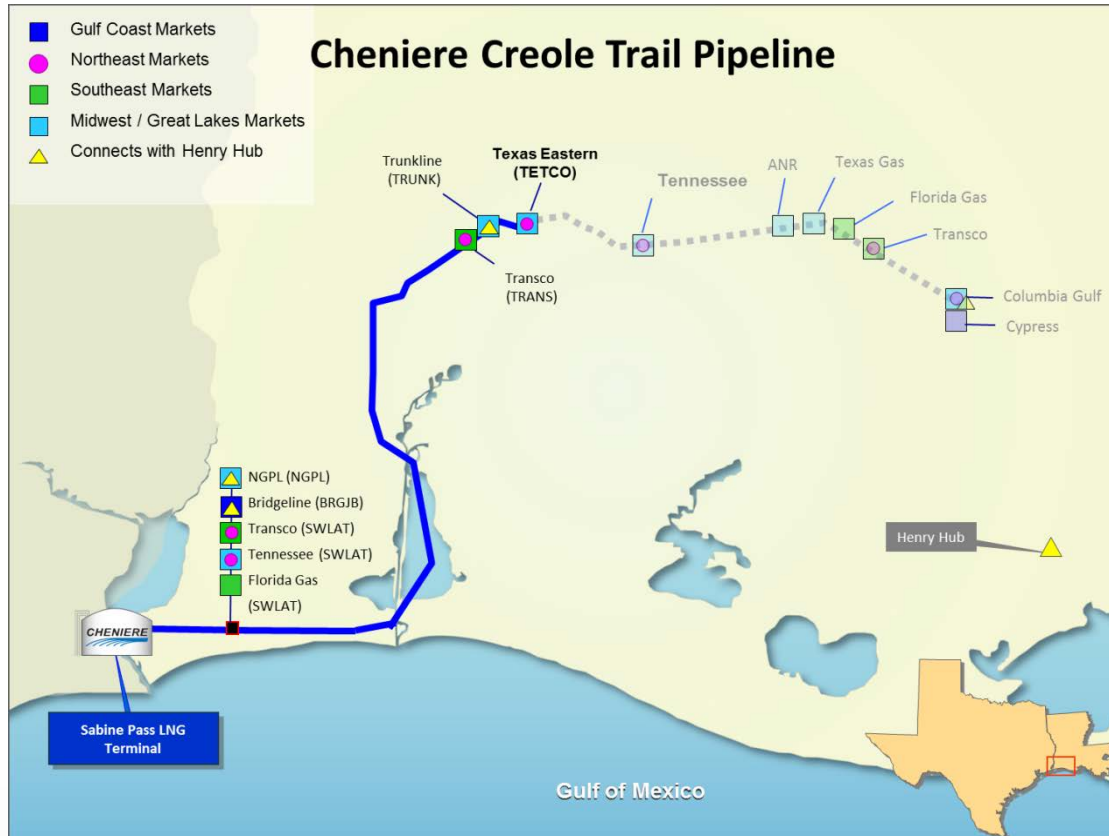 Cheniere Creole Trail Pipeline
Gulf Coast Markets
Northeast Markets
Southeast Markets
Midwest / Great Lakes Markets
Connects with Henry Hub
Trunkline
(TRUNK)
Texas Eastern
(TETCO)
Transco
(TRANS)
Tennessee
ANR
Texas Gas
Florida Gas
Transco
Columbia Gulf
Cypress
NGPL (NGPL)
Bridgeline (BRGJB)
Transco (SWLAT)
Tennessee (SWLAT)
Florida Gas
(SWLAT)
Henry Hub
CHENIERE
Sabine Pass LNG
Terminal
Gulf of Mexico